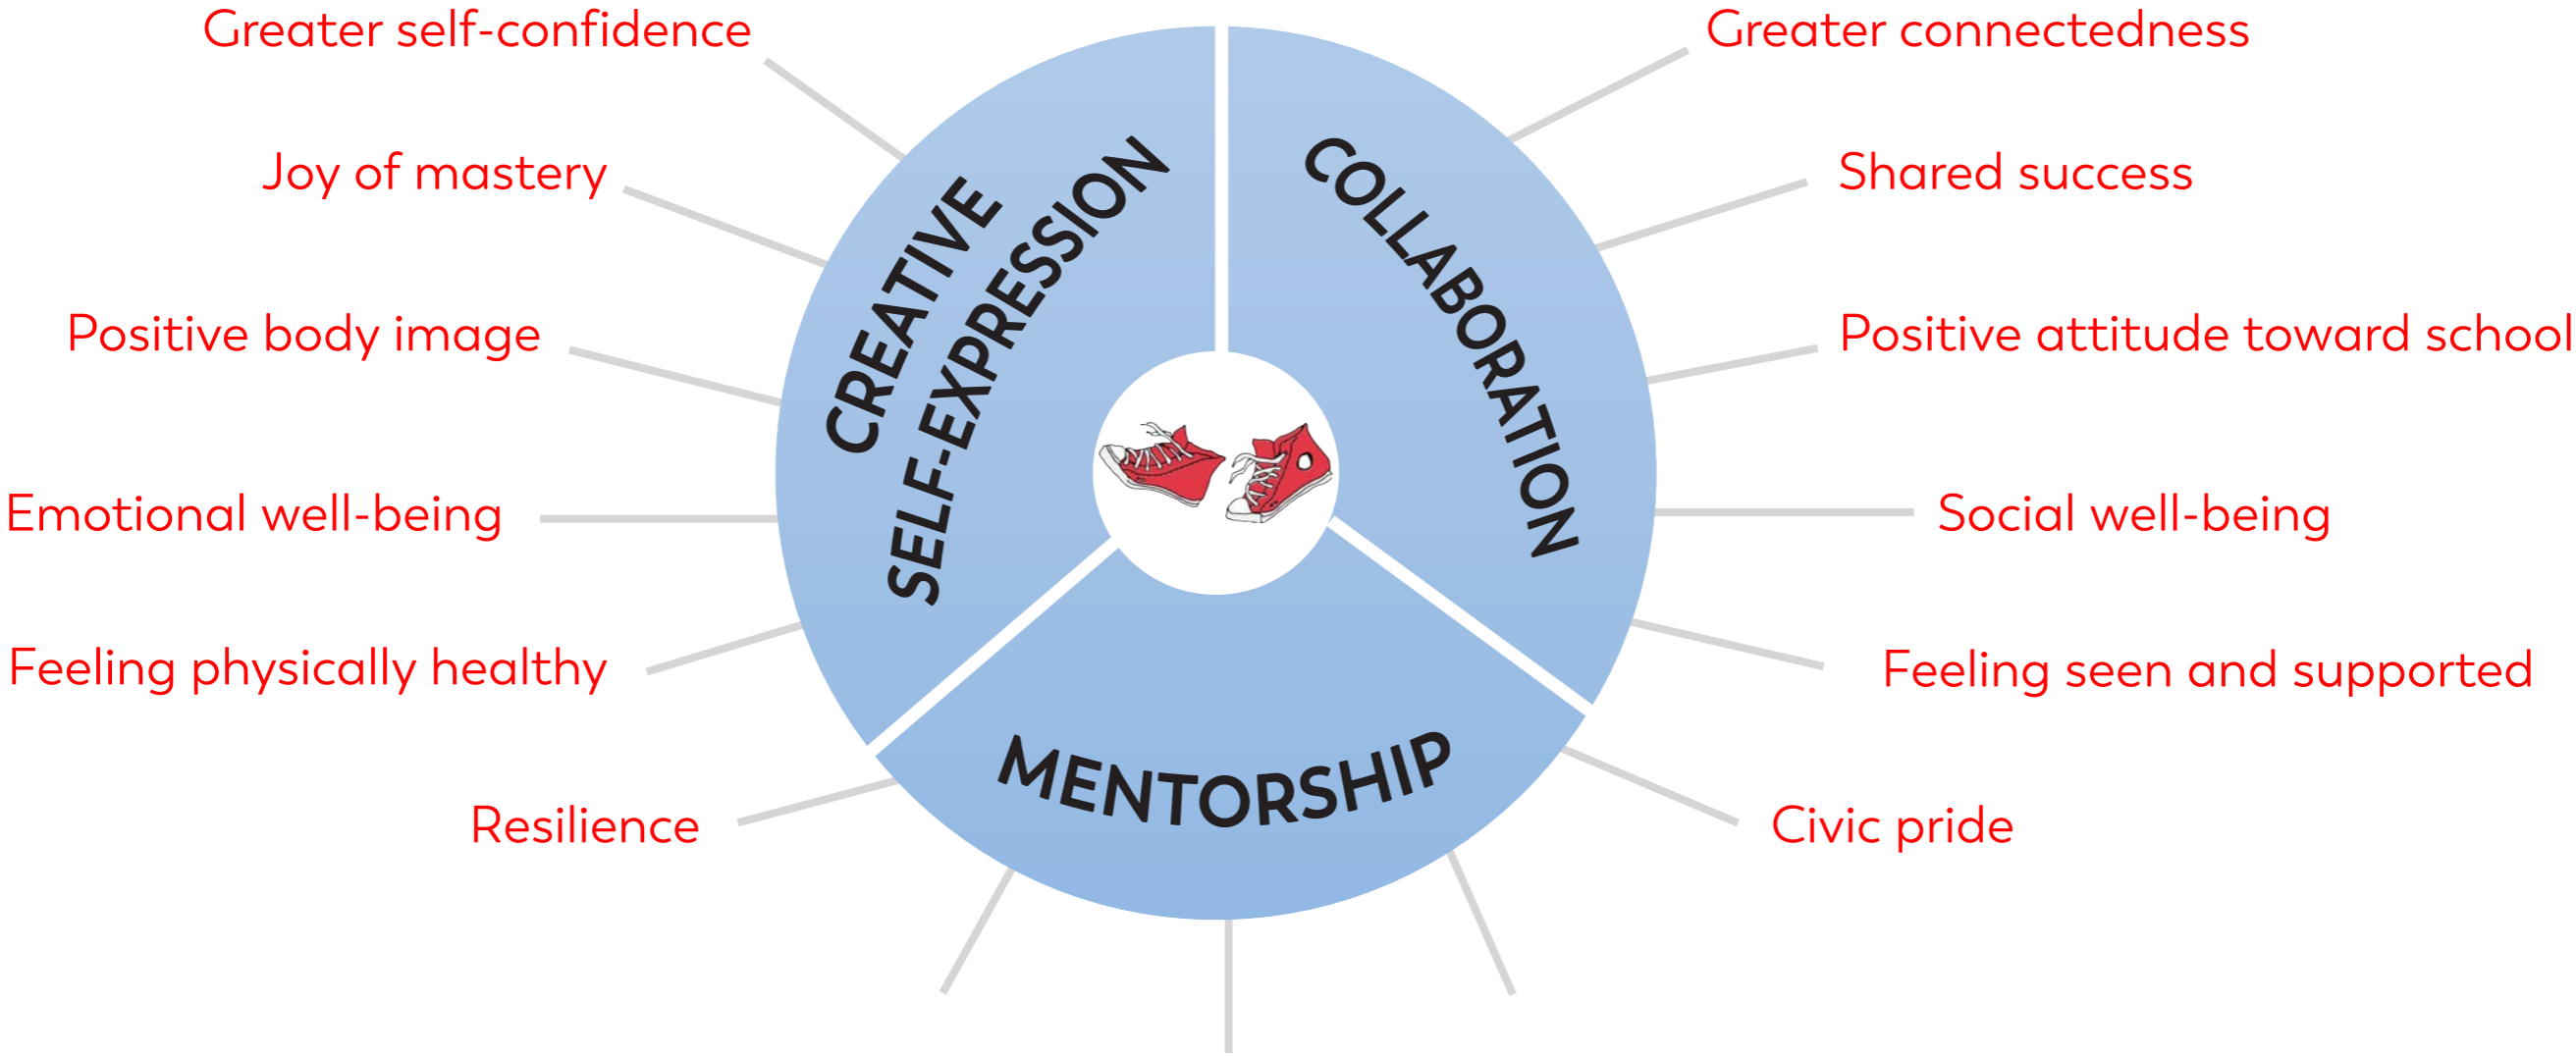 Greater self-confidence
Joy of mastery
Positive body image
Emotional well-being
Feeling physically healthy
Resilience
CREATIVE
SELF-EXPRESSION
COLLABORATION
MENTORSHIP
Greater connectedness
Shared success
Positive attitude toward school
Social well-being
Feeling seen and supported
Civic pride